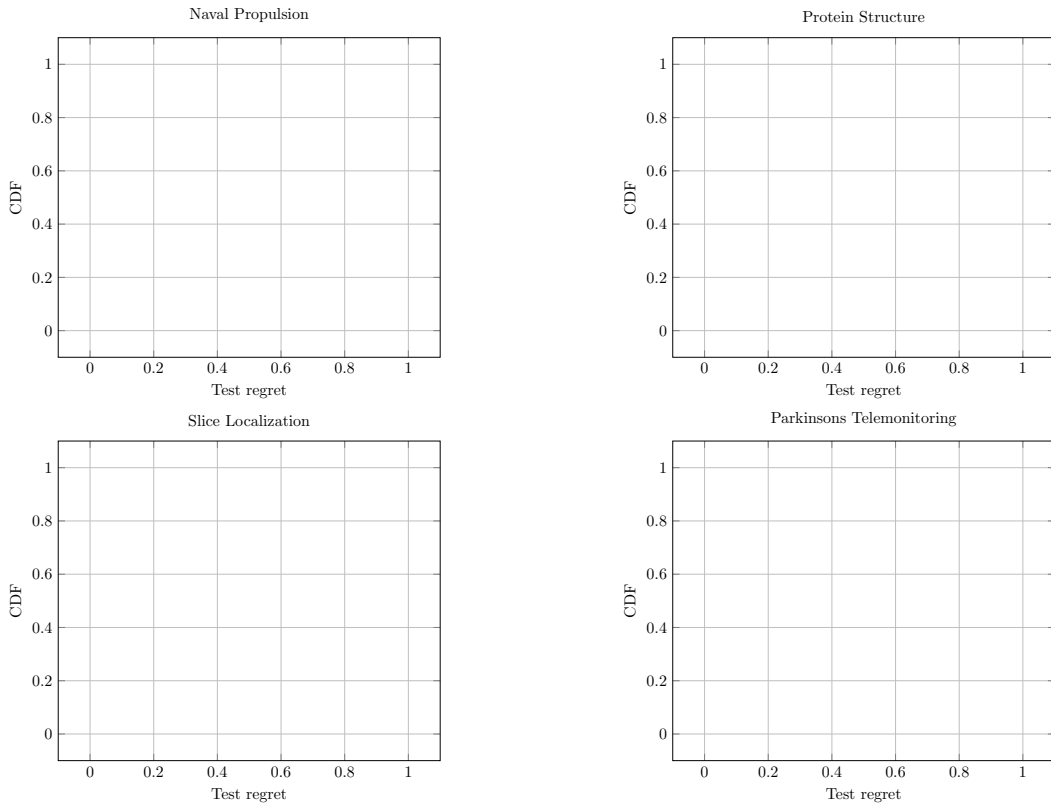 Naval Propulsion
1
0.8
0.6
0.4
0.2
0
CDF
0 0.2 0.4 0.6 0.8 1
Test regret
Protein Structure
1
0.8
0.6
0.4
0.2
0
CDF
0 0.2 0.4 0.6 0.8 1
Test regret
Slice Localization
1
0.8
0.6
0.4
0.2
0
CDF
0 0.2 0.4 0.6 0.8 1
Test regret
Parkinsons Telemonitoring
1
0.8
0.6
0.4
0.2
0
CDF
0 0.2 0.4 0.6 0.8 1
Test regret